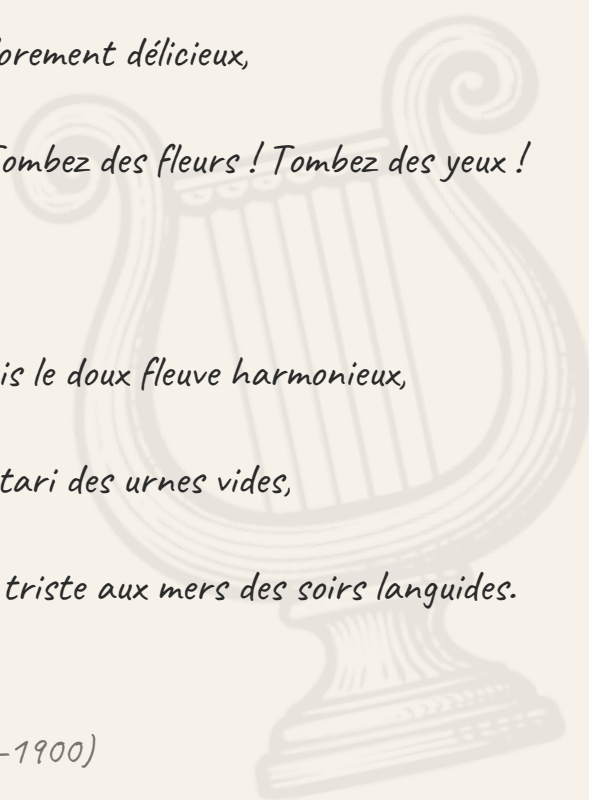 orement délicieux,
Tombez des fleurs ! Tombez des yeux !
is le doux fleuve harmonieux,
tari des urnes vides,
triste aux mers des soirs languides.
-1900)